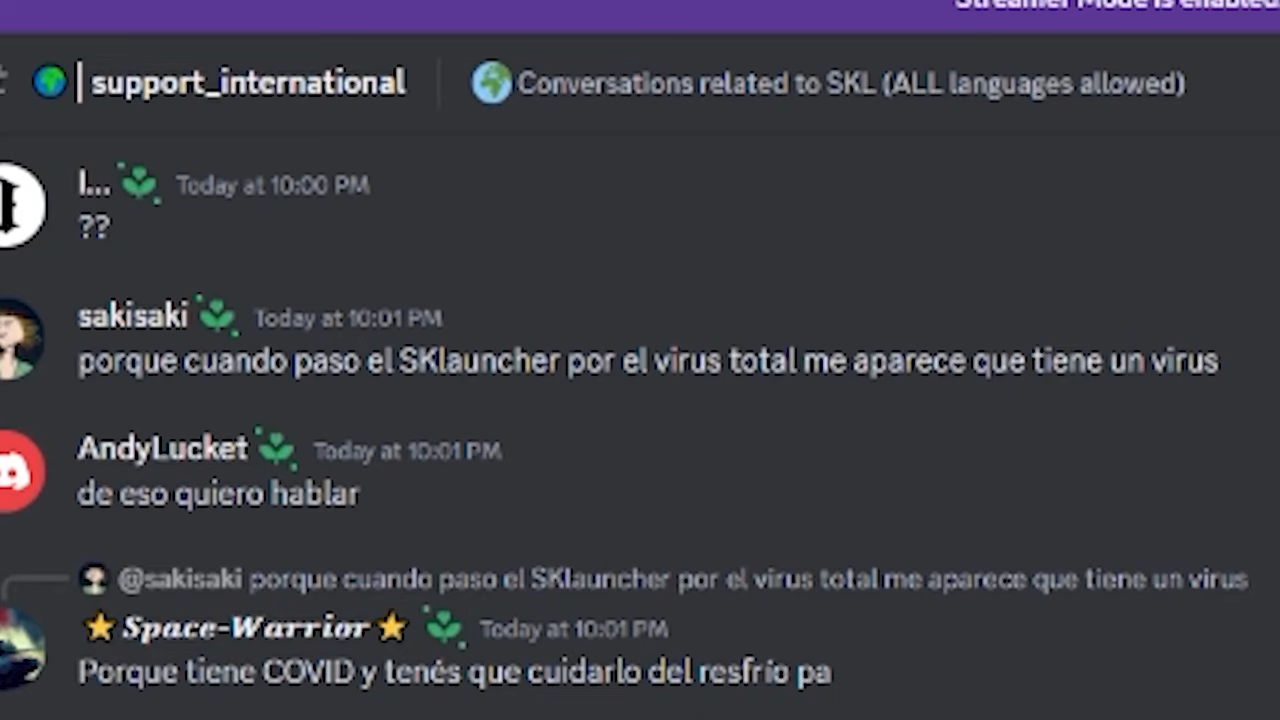 Streamer Mode is enabled
support_international
Conversations related to SKL (ALL languages allowed)
l... Today at 10:00 PM
??
sakisaki Today at 10:01 PM
porque cuando paso el SKlauncher por el virus total me aparece que tiene un virus
AndyLucket Today at 10:01 PM
de eso quiero hablar
@sakisaki porque cuando paso el SKlauncher por el virus total me aparece que tiene un virus
Space-Warrior Today at 10:01 PM
Porque tiene COVID y tenés que cuidarlo del resfrío pa